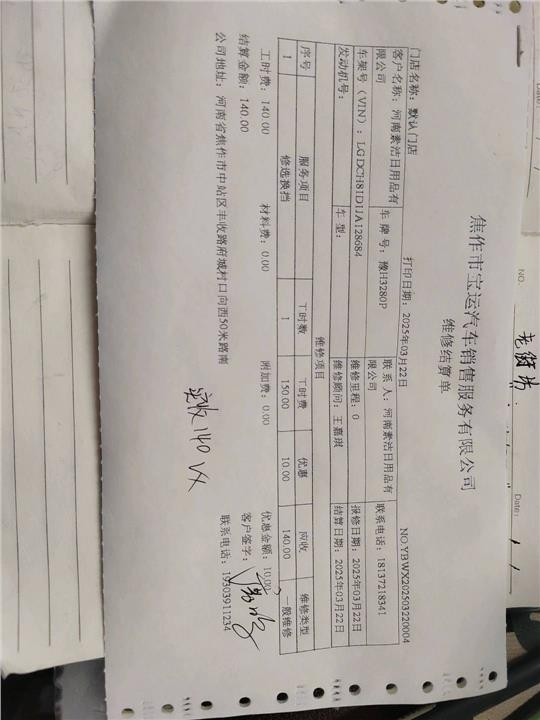 焦作市宝运汽车销售服务有限公司
维修结算单
门店名称：默认门店 打印日期：2025年03月22日 NO.YBWX202503220004
客户名称：河南素洁日用品有限公司 车牌号：豫H3280P 联系人：河南素洁日用品有限公司 联系电话：18137218341
车架号（VIN）：LGDCH81D1JA128684 维修里程：0 报修日期：2025年03月22日
发动机号： 车型： 维修顾问：王嘉琪 结算日期：2025年03月22日
维修项目
序号 服务项目 工时数 工时费 优惠 应收 维修类型
1 修选换挡 1 150.00 10.00 140.00 一般维修
工时费：140.00 材料费：0.00 附加费：0.00 优惠金额：10.00
结算金额：140.00 客户签字：
公司地址：河南省焦作市中站区丰收路府城村口向西50米路南 联系电话：19303911234
应收140
NO.
Date: